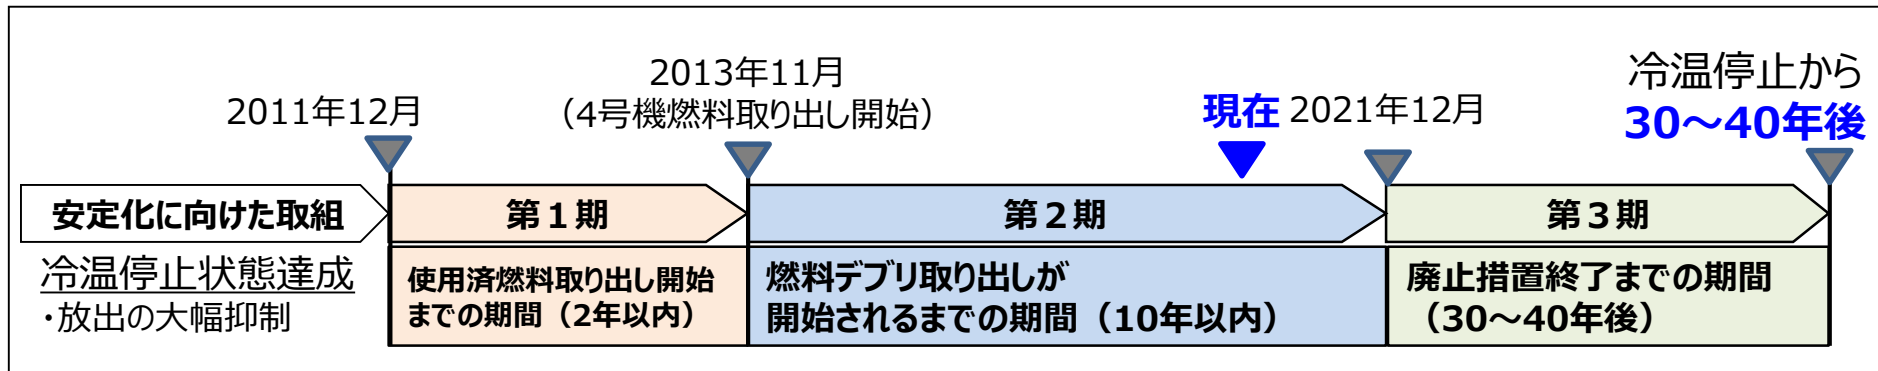 2011年12月
2013年11月
（4号機燃料取り出し開始）
現在
2021年12月
冷温停止から
30～40年後
安定化に向けた取組
第１期
第２期
第３期
冷温停止状態達成
・放出の大幅抑制
使用済燃料取り出し開始
までの期間（2年以内）
燃料デブリ取り出しが
開始されるまでの期間（10年以内）
廃止措置終了までの期間
（30～40年後）